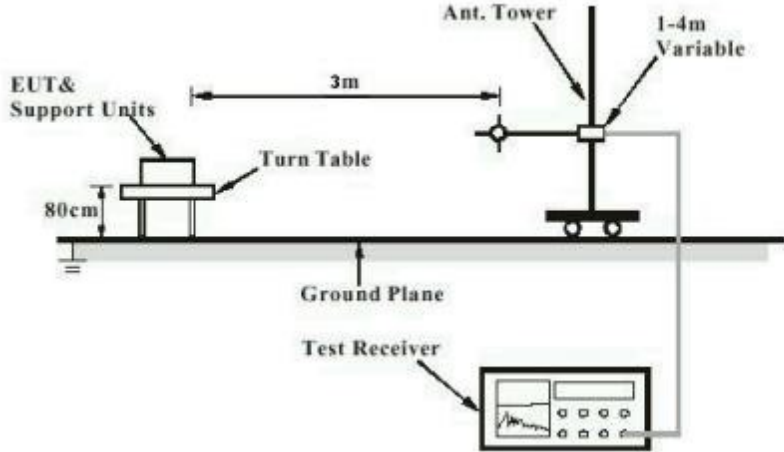 Ant. Tower
1-4m
Variable
3m
EUT&
Support Units
Turn Table
80cm
Ground Plane
Test Receiver